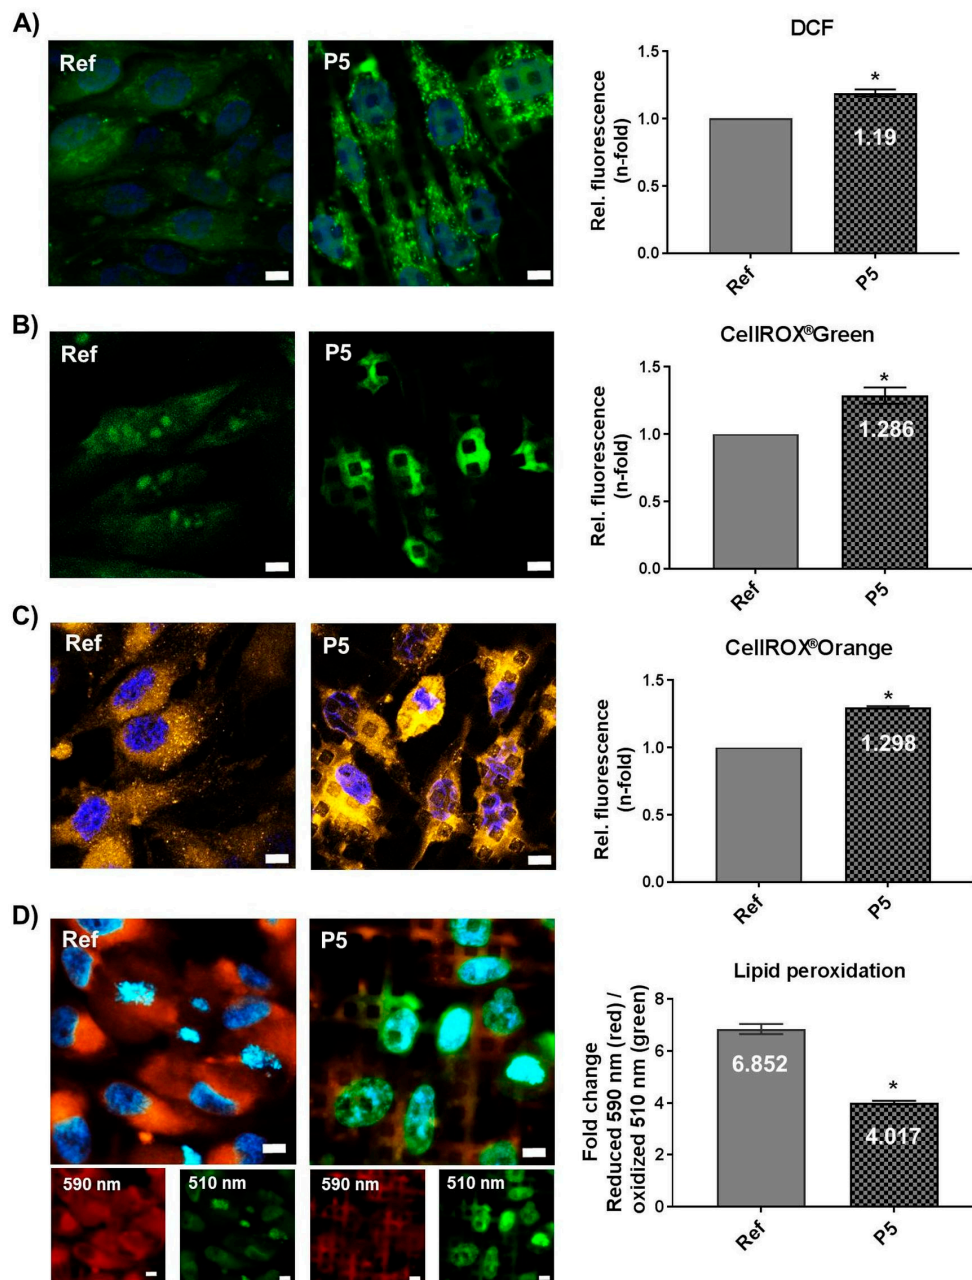 A)
Ref
P5
DCF
Rel. fluorescence
(n-fold)
1.5
1.0
0.5
0.0
*
1.19
Ref
P5
B)
Ref
P5
CellROX®Green
Rel. fluorescence
(n-fold)
1.5
1.0
0.5
0.0
*
1.286
Ref
P5
C)
Ref
P5
CellROX®Orange
Rel. fluorescence
(n-fold)
1.5
1.0
0.5
0.0
*
1.298
Ref
P5
D)
Ref
P5
590 nm
510 nm
590 nm
510 nm
Lipid peroxidation
Fold change
Reduced 590 nm (red) /
oxidized 510 nm (green)
8
6
4
2
0
6.852
*
4.017
Ref
P5